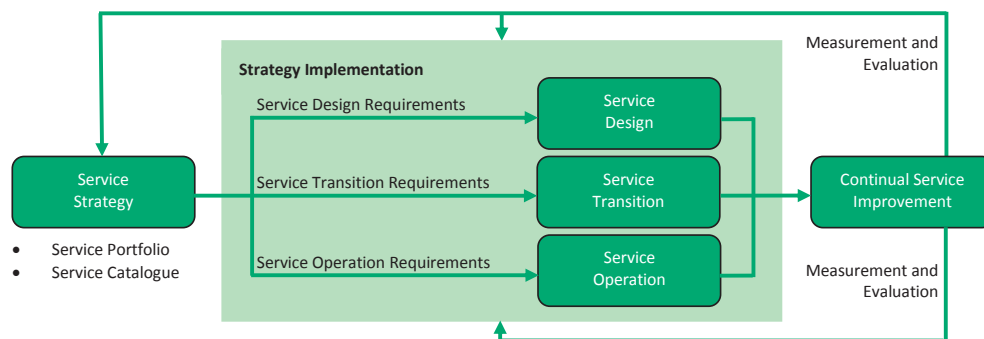 Measurement and
Evaluation
Strategy Implementation
Service Design Requirements
Service
Design
Service
Strategy
Service Transition Requirements
Service
Transition
Continual Service
Improvement
• Service Portfolio
• Service Catalogue
Service Operation Requirements
Service
Operation
Measurement and
Evaluation